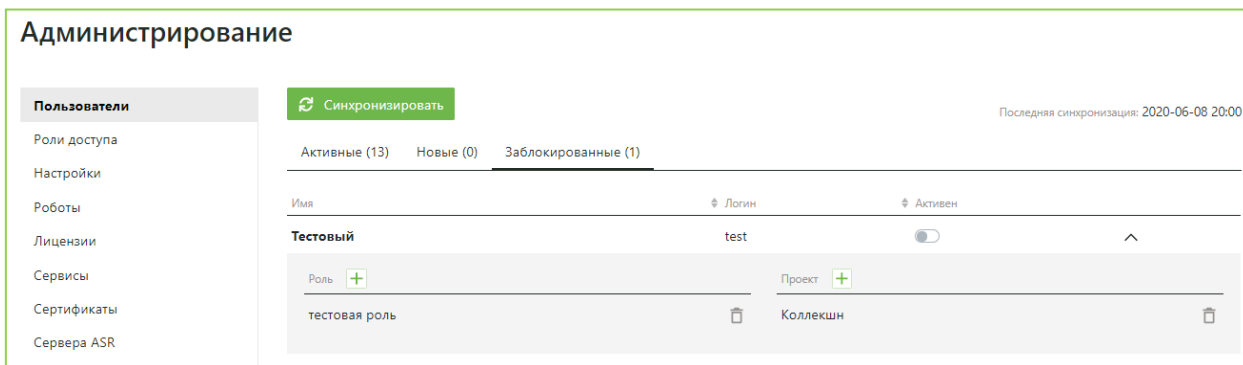 Администрирование
Пользователи
Роли доступа
Настройки
Роботы
Лицензии
Сервисы
Сертификаты
Сервера ASR
Синхронизировать
Последняя синхронизация: 2020-06-08 20:00
Активные (13) Новые (0) Заблокированные (1)
Имя Логин Активен
Тестовый test
Роль Проект
тестовая роль Коллекшн